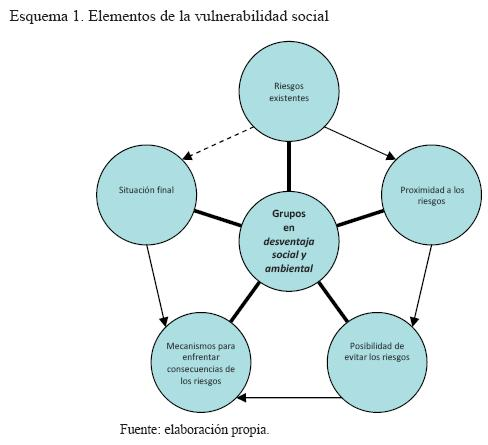 Esquema 1. Elementos de la vulnerabilidad social
Riesgos
existentes
Situación final
Proximidad a los
riesgos
Grupos
en
desventaja
social y
ambiental
Mecanismos para
enfrentar
consecuencias de
los riesgos
Posibilidad de
evitar los riesgos
Fuente: elaboración propia.